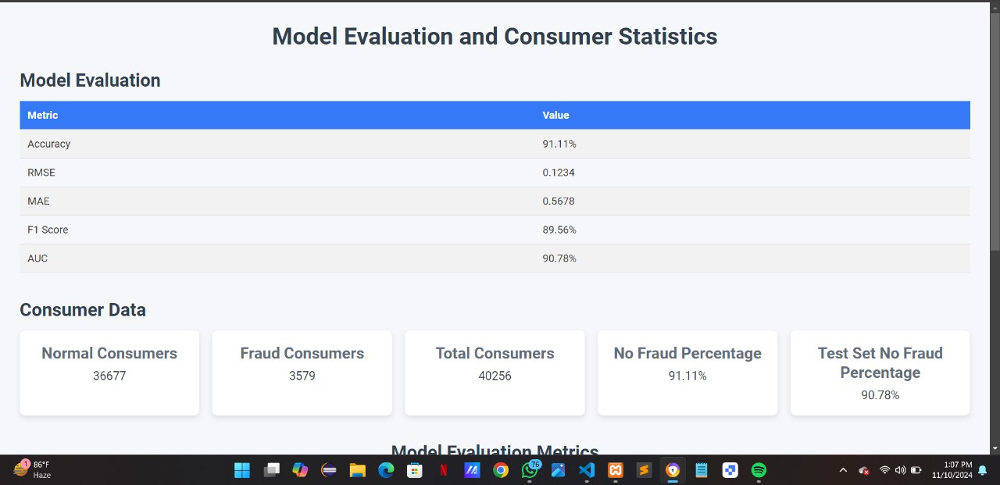 Model Evaluation and Consumer Statistics
Model Evaluation
Metric Value
Accuracy 91.11%
RMSE 0.1234
MAE 0.5678
F1 Score 89.56%
AUC 90.78%
Consumer Data
Normal Consumers
36677
Fraud Consumers
3579
Total Consumers
40256
No Fraud Percentage
91.11%
Test Set No Fraud
Percentage
90.78%
Model Evaluation Metrics
1
86°F
Haze
76
1:07 PM
11/10/2024